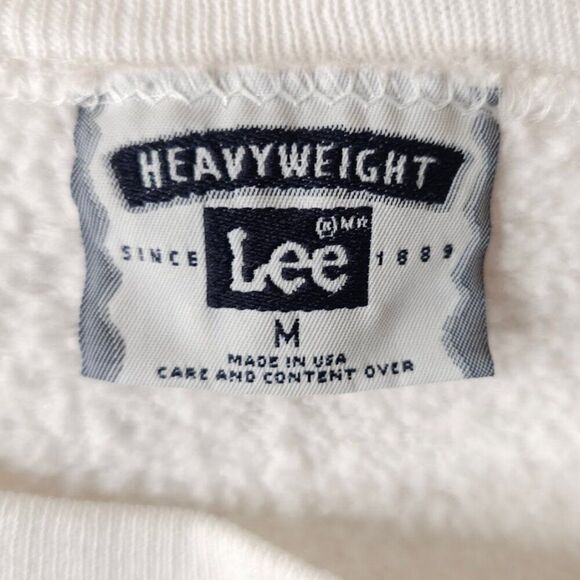 HEAVYWEIGHT
SINCE Lee 1889
M
MADE IN USA
CARE AND CONTENT OVER